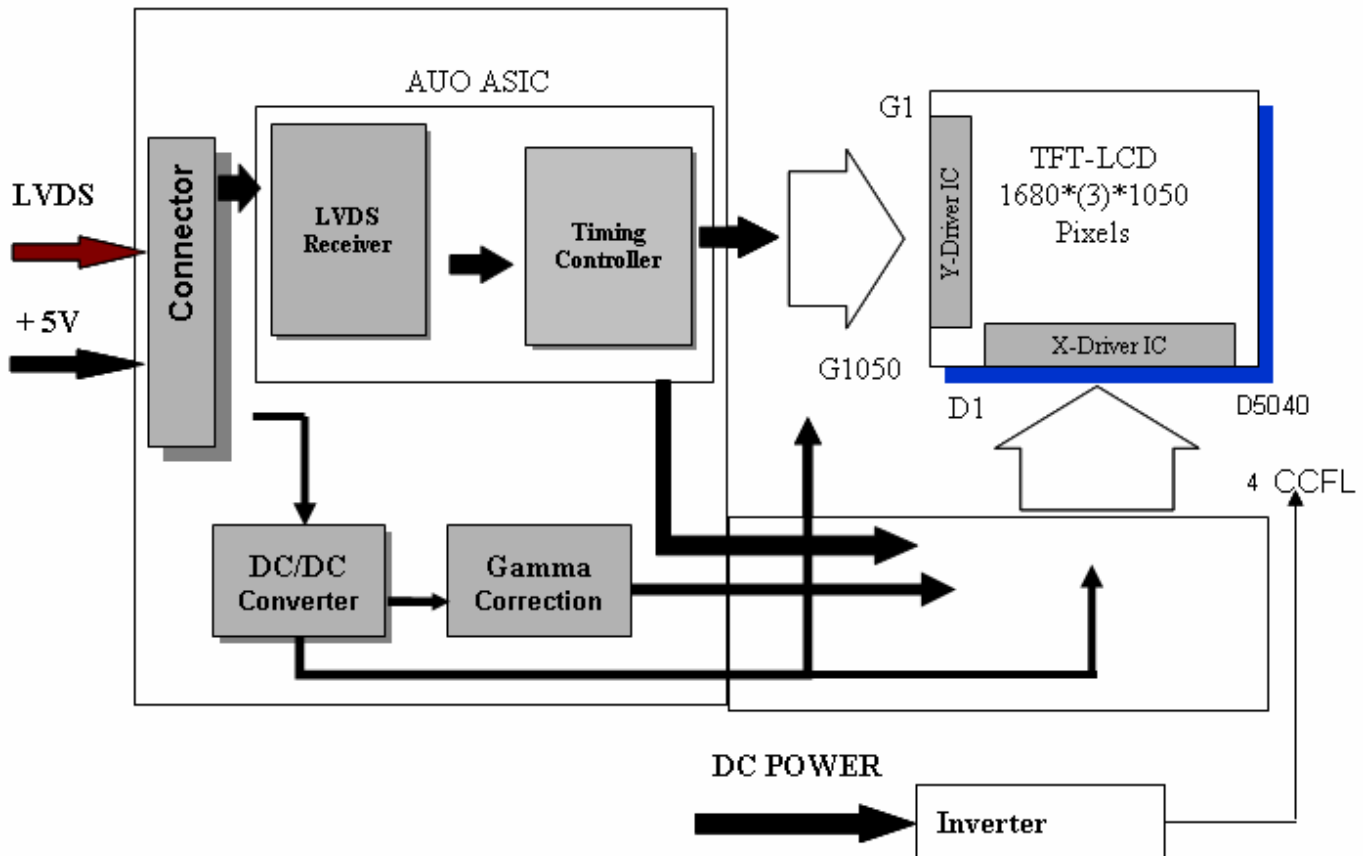 AUO ASIC
LVDS
+ 5V
Connector
LVDS
Receiver
Timing
Controller
G1
G1050
Y-Driver IC
TFT-LCD
1680*(3)*1050
Pixels
X-Driver IC
D1
D5040
4 CCFL
DC/DC
Converter
Gamma
Correction
DC POWER
Inverter